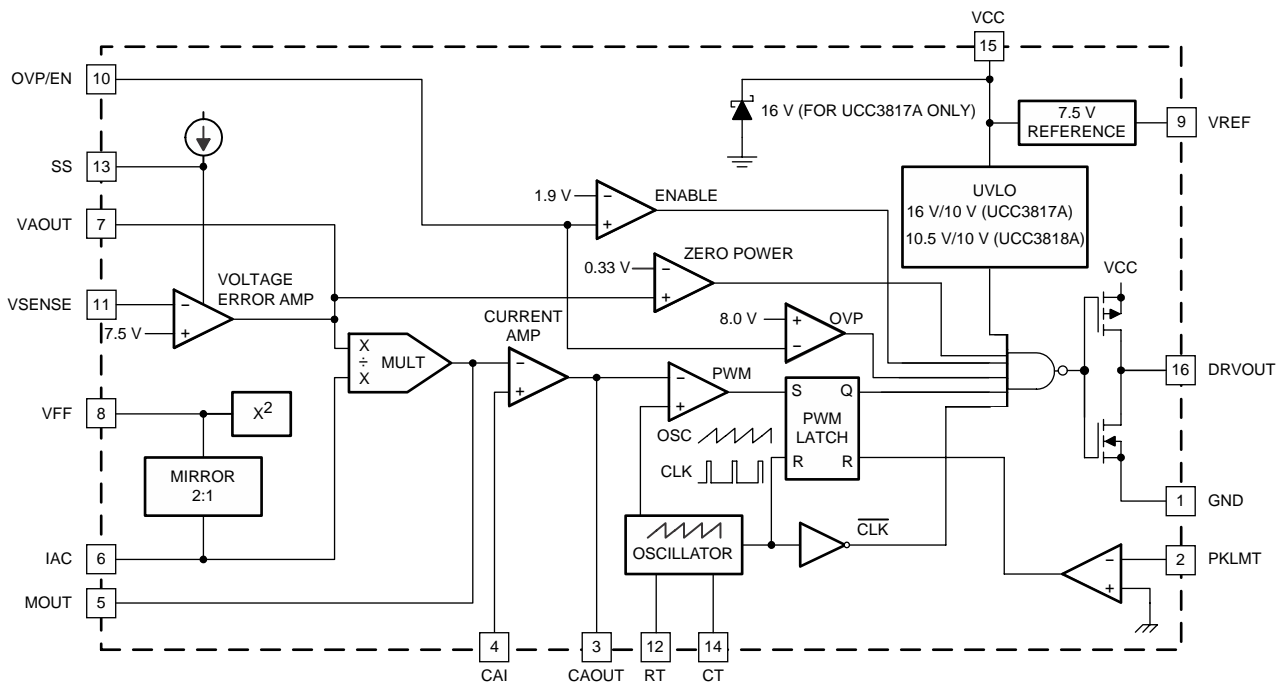 VCC
15
OVP/EN
10
16 V (FOR UCC3817A ONLY)
7.5 V
REFERENCE
9
VREF
SS
13
1.9 V
−
+
ENABLE
UVLO
16 V/10 V (UCC3817A)
10.5 V/10 V (UCC3818A)
VAOUT
7
0.33 V
−
+
ZERO POWER
VCC
VSENSE
11
VOLTAGE
ERROR AMP
−
+
7.5 V
8.0 V
+
−
OVP
CURRENT
AMP
X
÷
X
MULT
−
+
−
+
PWM
16
DRVOUT
VFF
8
X2
S
Q
PWM
LATCH
R
R
OSC
CLK
MIRROR
2:1
1
GND
OSCILLATOR
CLK
IAC
6
−
+
2
PKLMT
MOUT
5
4
CAI
3
CAOUT
12
RT
14
CT